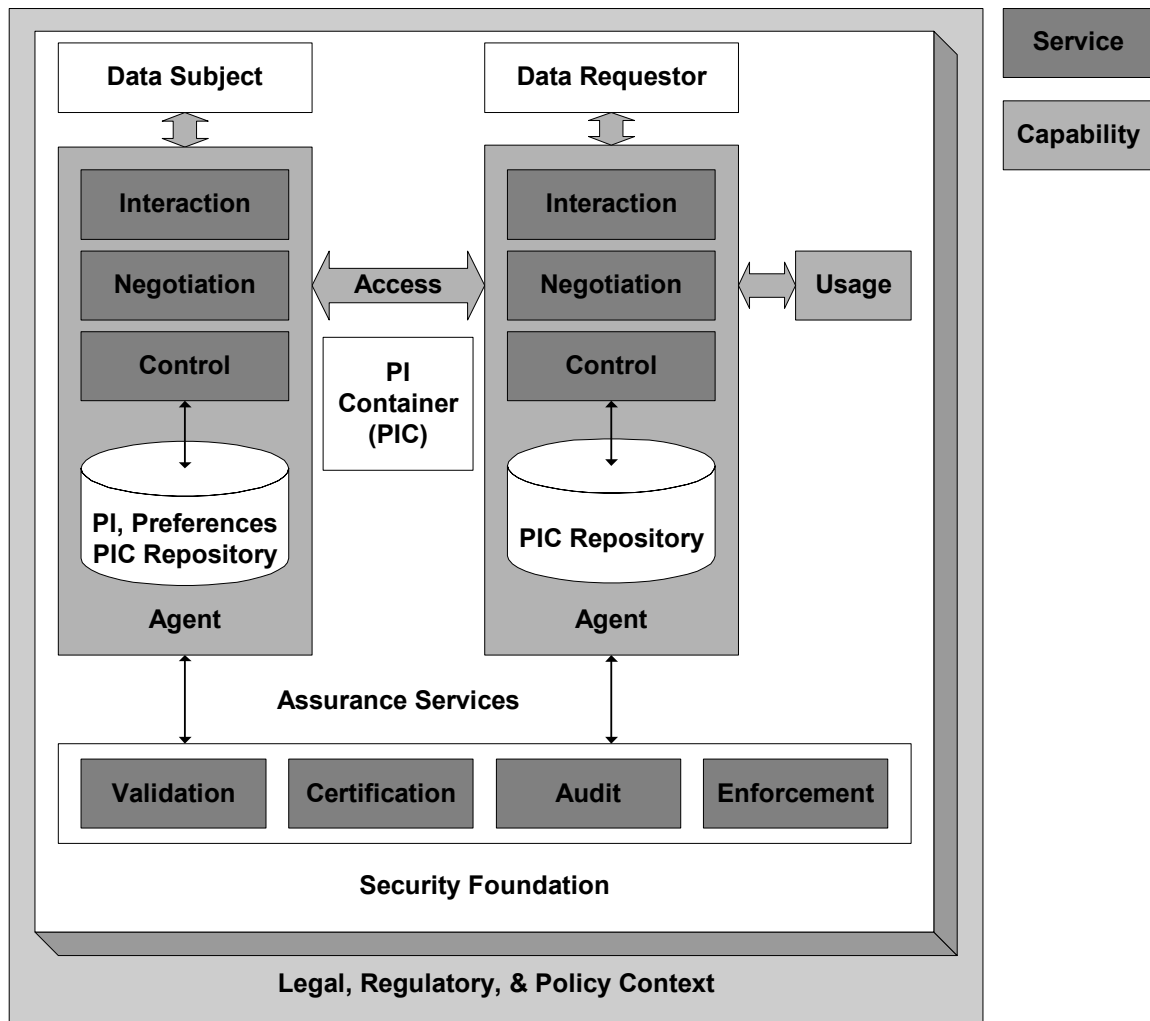 Data Subject
Data Requestor
Service
Capability
Interaction
Negotiation
Control
PI, Preferences
PIC Repository
Agent
Access
PI
Container
(PIC)
Interaction
Negotiation
Control
PIC Repository
Agent
Usage
Assurance Services
Validation
Certification
Audit
Enforcement
Security Foundation
Legal, Regulatory, & Policy Context